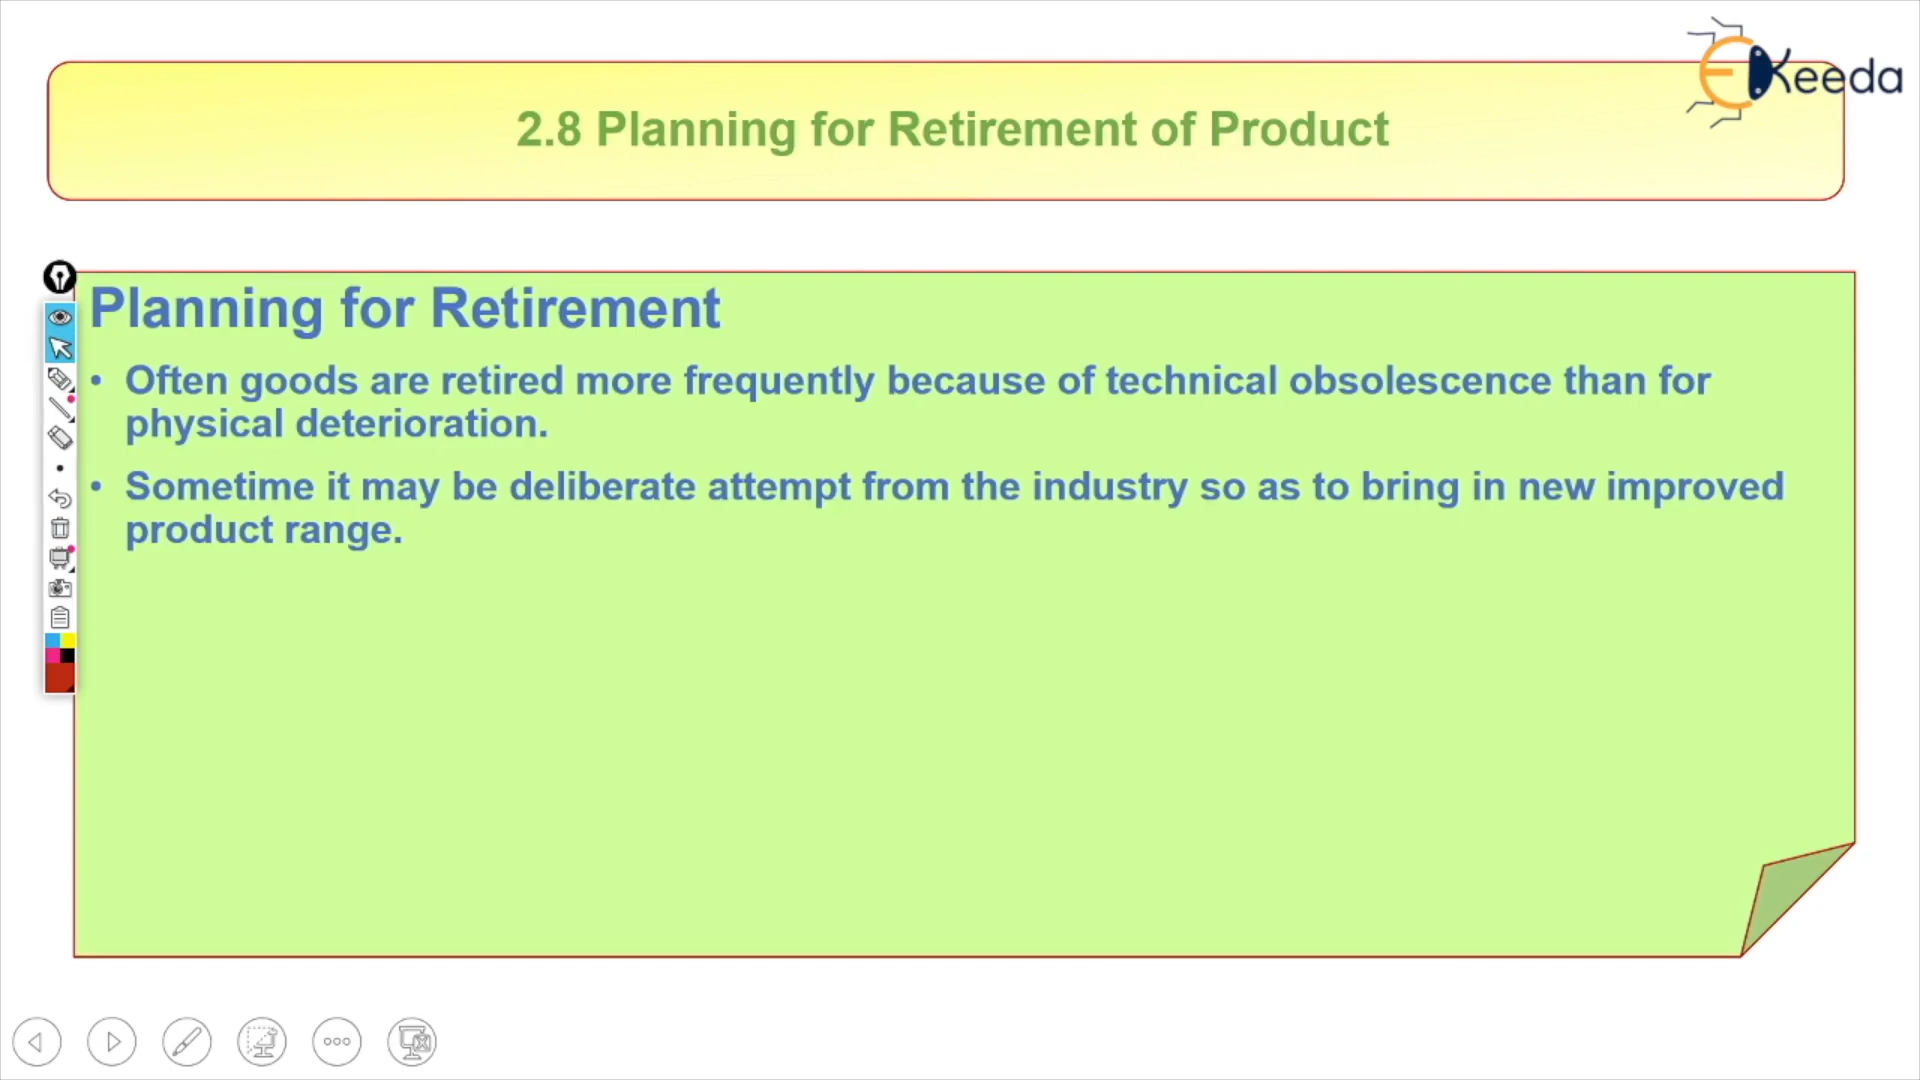 EKeeda
2.8 Planning for Retirement of Product
Planning for Retirement
• Often goods are retired more frequently because of technical obsolescence than for
physical deterioration.
• Sometime it may be deliberate attempt from the industry so as to bring in new improved
product range.